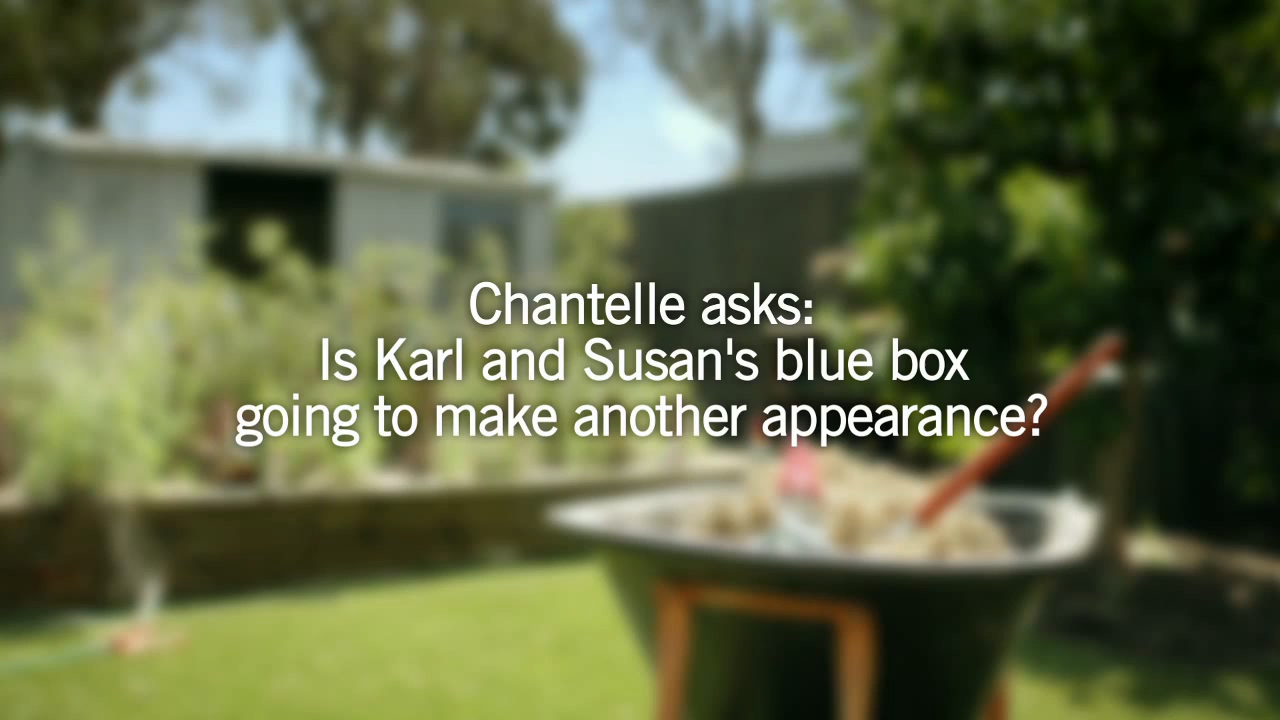 Chantelle asks:
Is Karl and Susan's blue box
going to make another appearance?